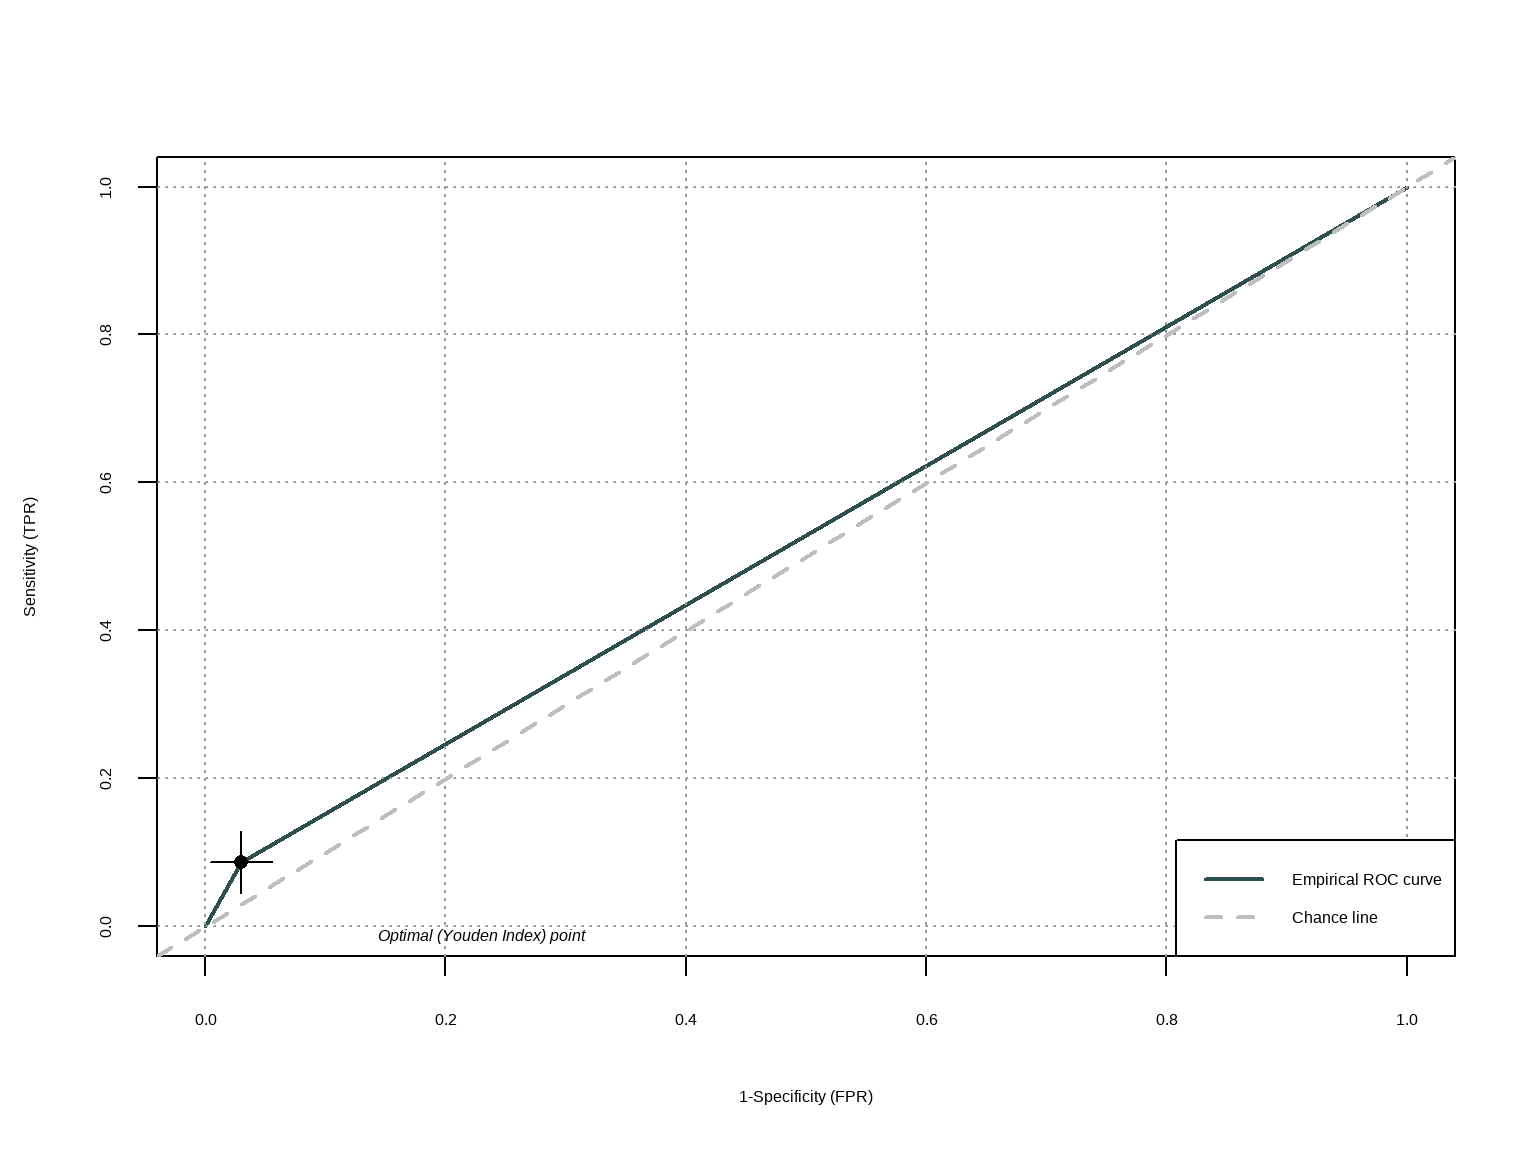 1.0
0.8
0.6
0.4
0.2
0.0
Sensitivity (TPR)
Optimal (Youden Index) point
Empirical ROC curve
Chance line
0.0 0.2 0.4 0.6 0.8 1.0
1-Specificity (FPR)